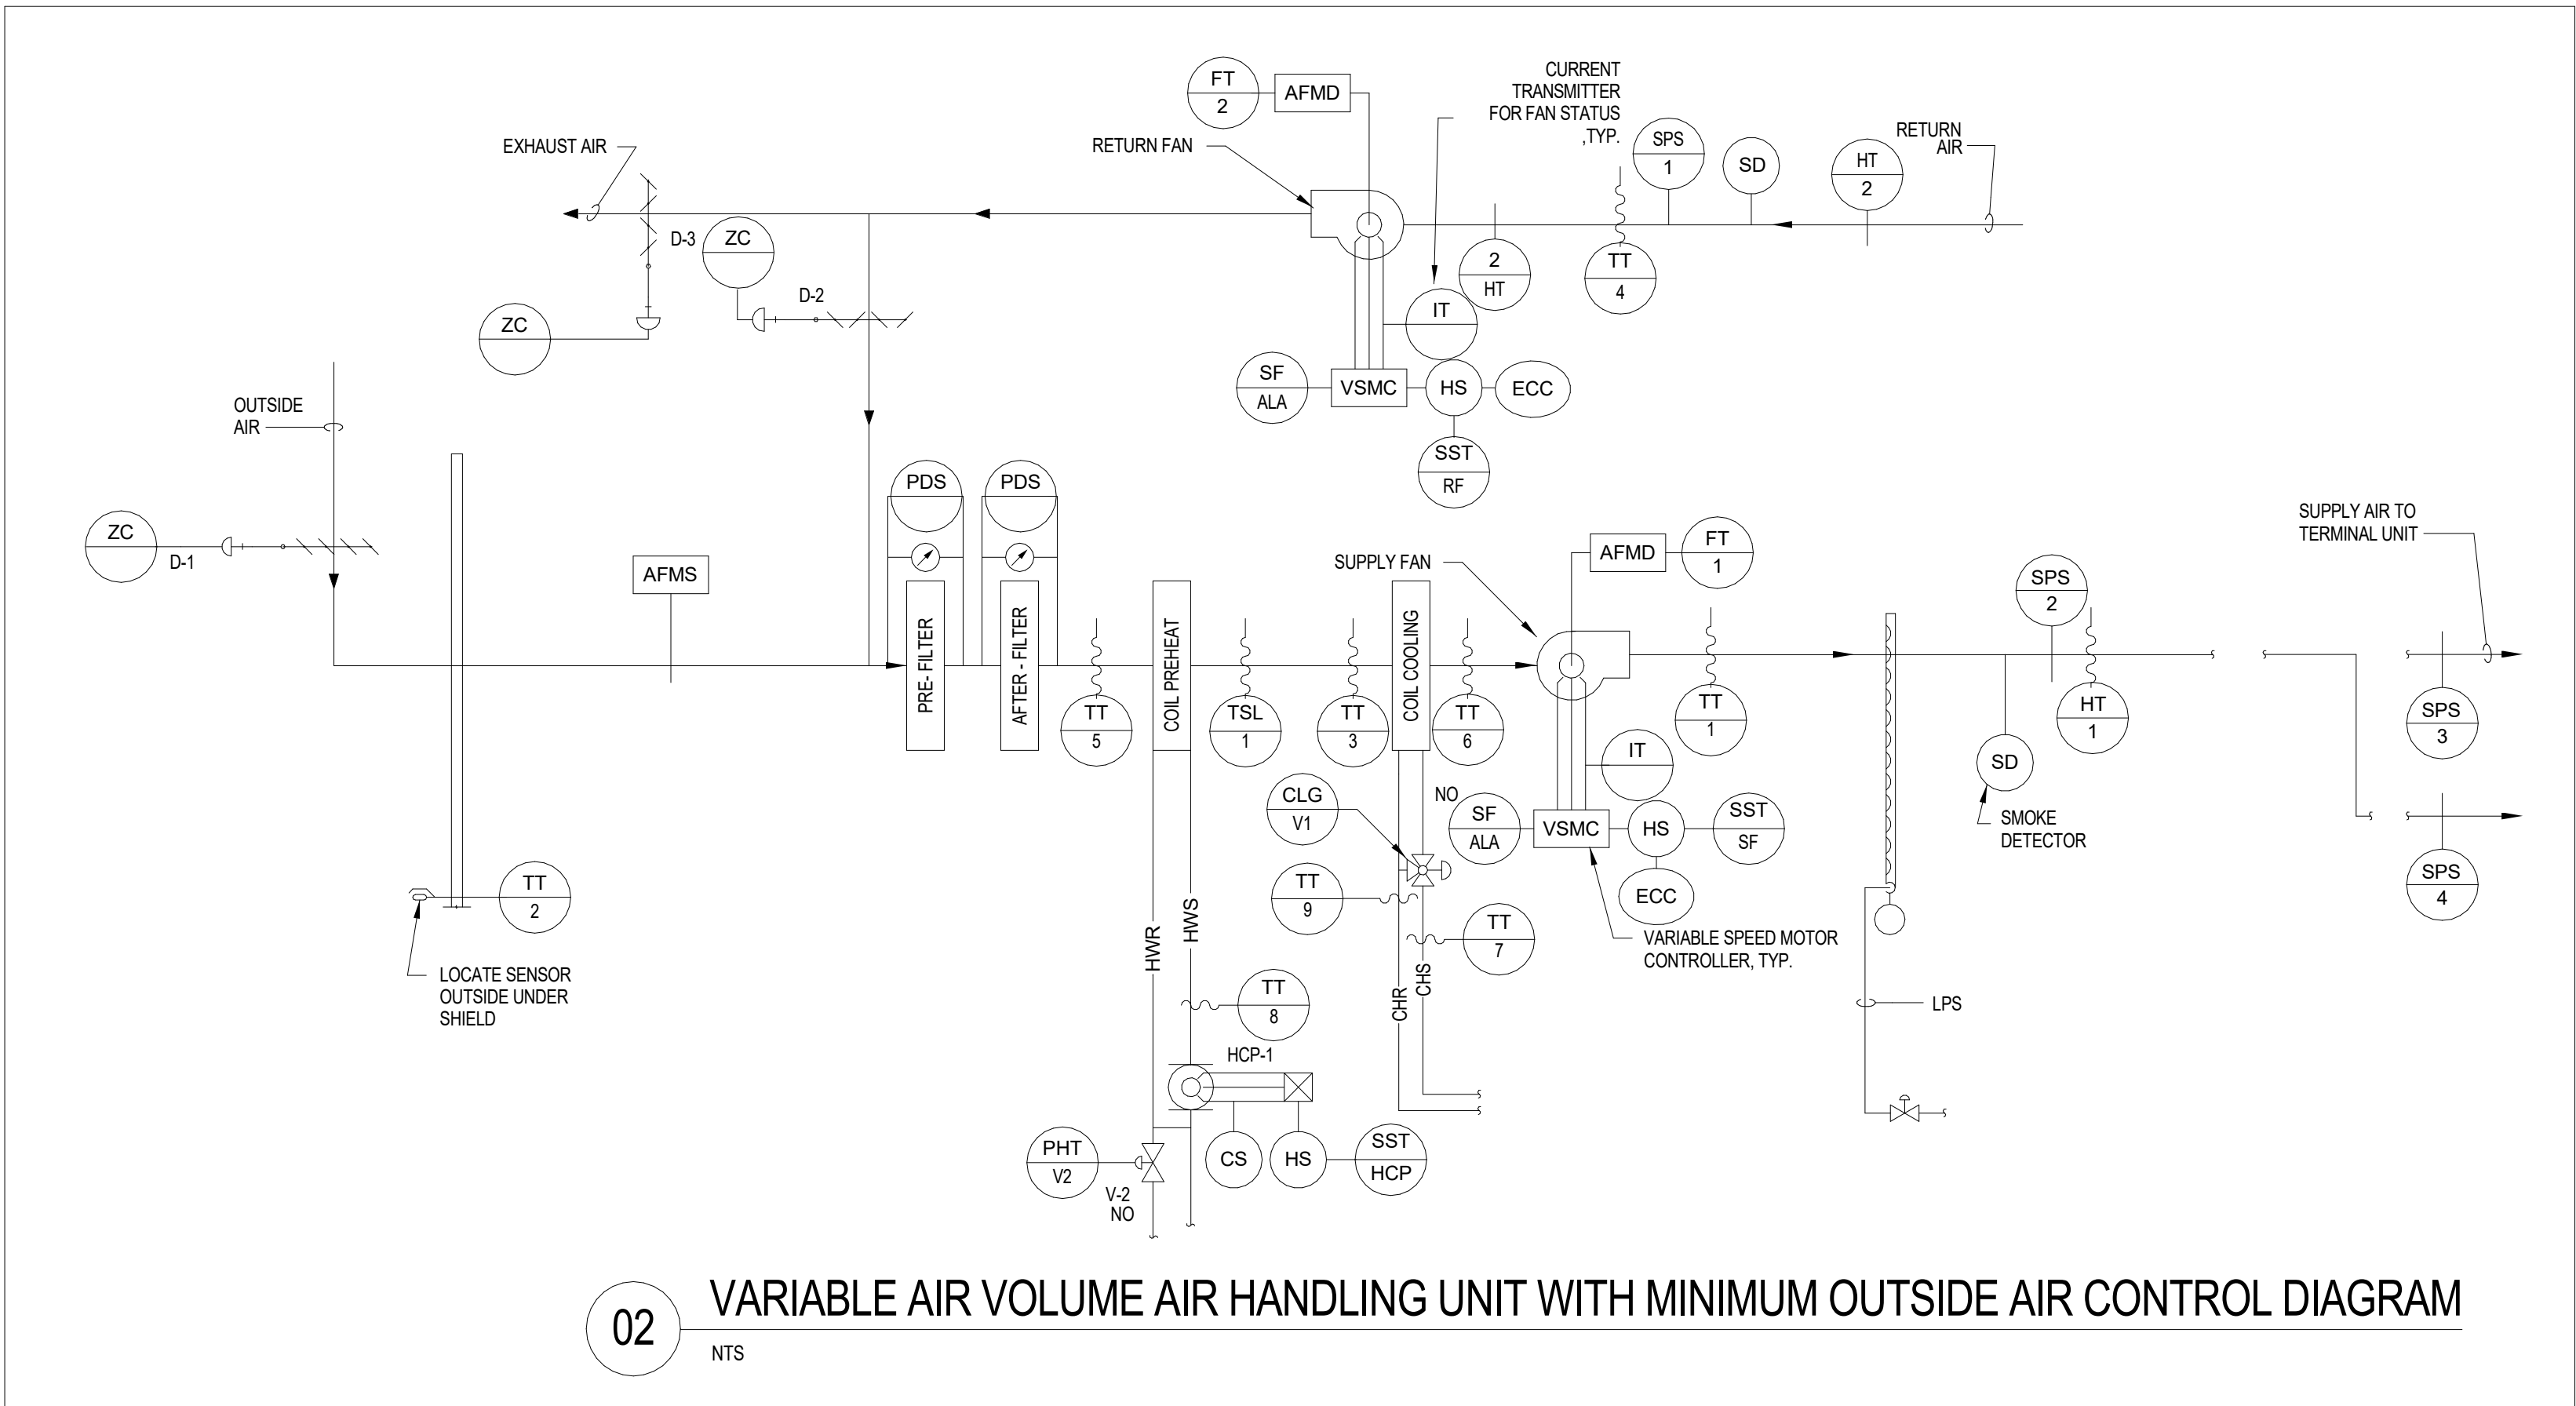 FT
2
AFMD
CURRENT
TRANSMITTER
FOR FAN STATUS
,TYP.
EXHAUST AIR
RETURN FAN
SPS
1
SD
HT
2
RETURN
AIR
D-3
ZC
D-2
ZC
2
HT
TT
4
IT
SF
ALA
VSMC
HS
ECC
SST
RF
OUTSIDE
AIR
ZC
D-1
AFMS
PDS
PDS
PRE- FILTER
AFTER - FILTER
TT
5
COIL PREHEAT
TSL
1
TT
3
COIL COOLING
TT
6
SUPPLY FAN
AFMD
FT
1
TT
1
IT
SPS
2
HT
1
SUPPLY AIR TO
TERMINAL UNIT
SPS
3
SPS
4
SD
SMOKE
DETECTOR
CLG
V1
NO
SF
ALA
VSMC
HS
SST
SF
ECC
VARIABLE SPEED MOTOR
CONTROLLER, TYP.
TT
9
TT
7
TT
2
LOCATE SENSOR
OUTSIDE UNDER
SHIELD
HWR
HWS
CHR
CHS
TT
8
HCP-1
LPS
PHT
V2
V-2
NO
CS
HS
SST
HCP
02
VARIABLE AIR VOLUME AIR HANDLING UNIT WITH MINIMUM OUTSIDE AIR CONTROL DIAGRAM
NTS